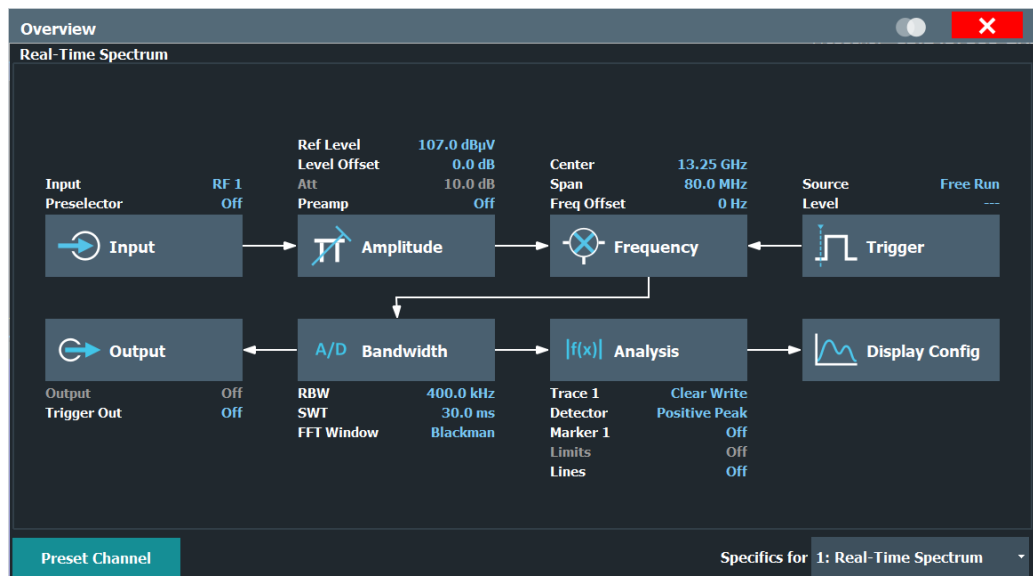 Overview
Real-Time Spectrum
Ref Level 107.0 dBµV
Level Offset 0.0 dB Center 13.25 GHz
Input RF 1 Att 10.0 dB Span 80.0 MHz Source Free Run
Preselector Off Preamp Off Freq Offset 0 Hz Level ---
Input Amplitude Frequency Trigger
Output A/D Bandwidth |f(x)| Analysis Display Config
Output Off RBW 400.0 kHz Trace 1 Clear Write
Trigger Out Off SWT 30.0 ms Detector Positive Peak
FFT Window Blackman Marker 1 Off
Limits Off
Lines Off
Preset Channel Specifics for 1: Real-Time Spectrum